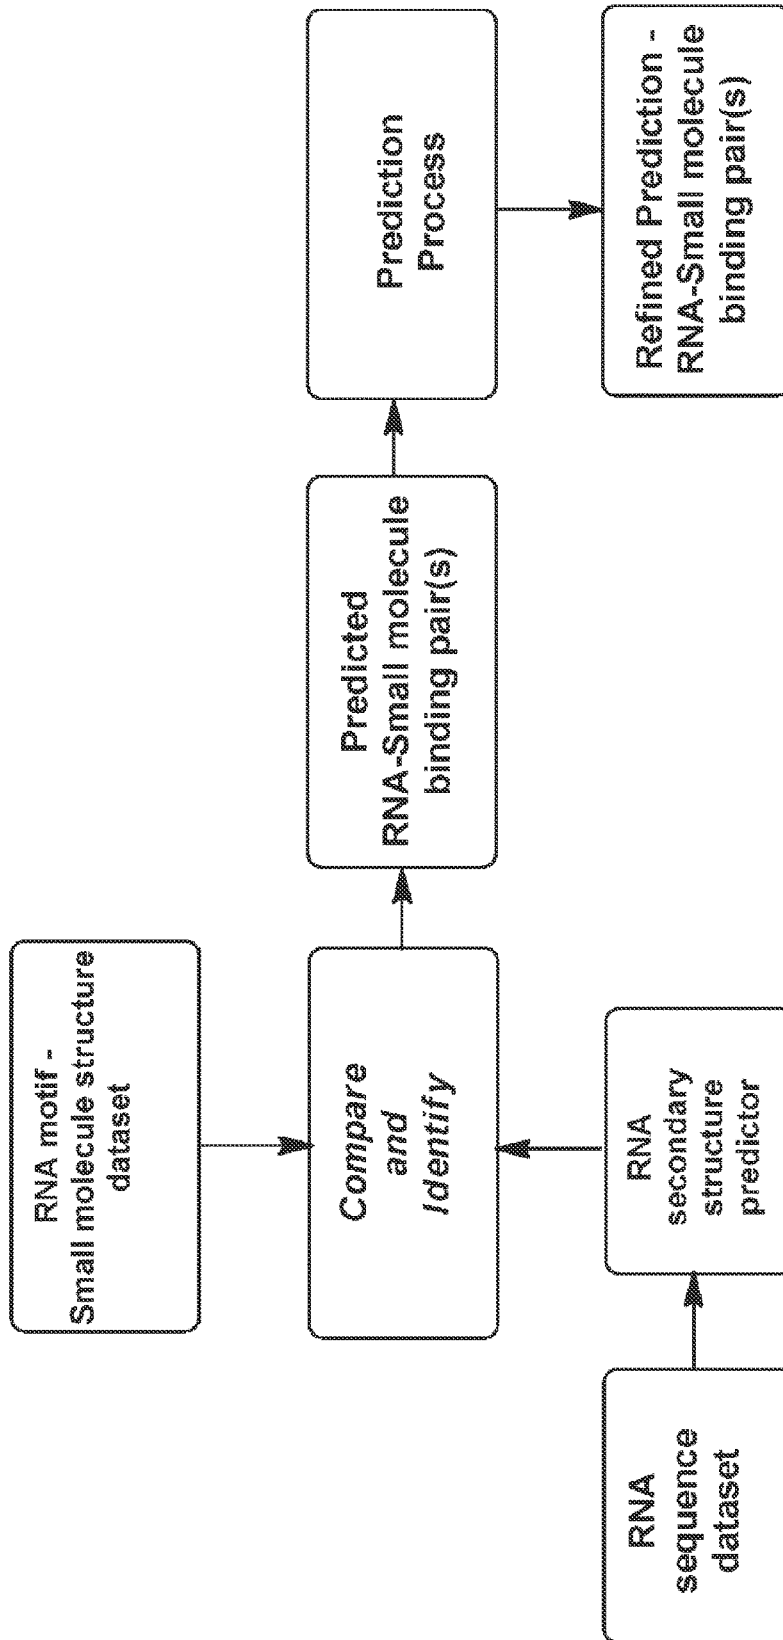 RNA motif -
Small molecule structure
dataset
Compare
and
Identify
RNA
sequence
dataset
RNA
secondary
structure
predictor
Predicted
RNA-Small molecule
binding pair(s)
Prediction
Process
Refined Prediction -
RNA-Small molecule
binding pair(s)